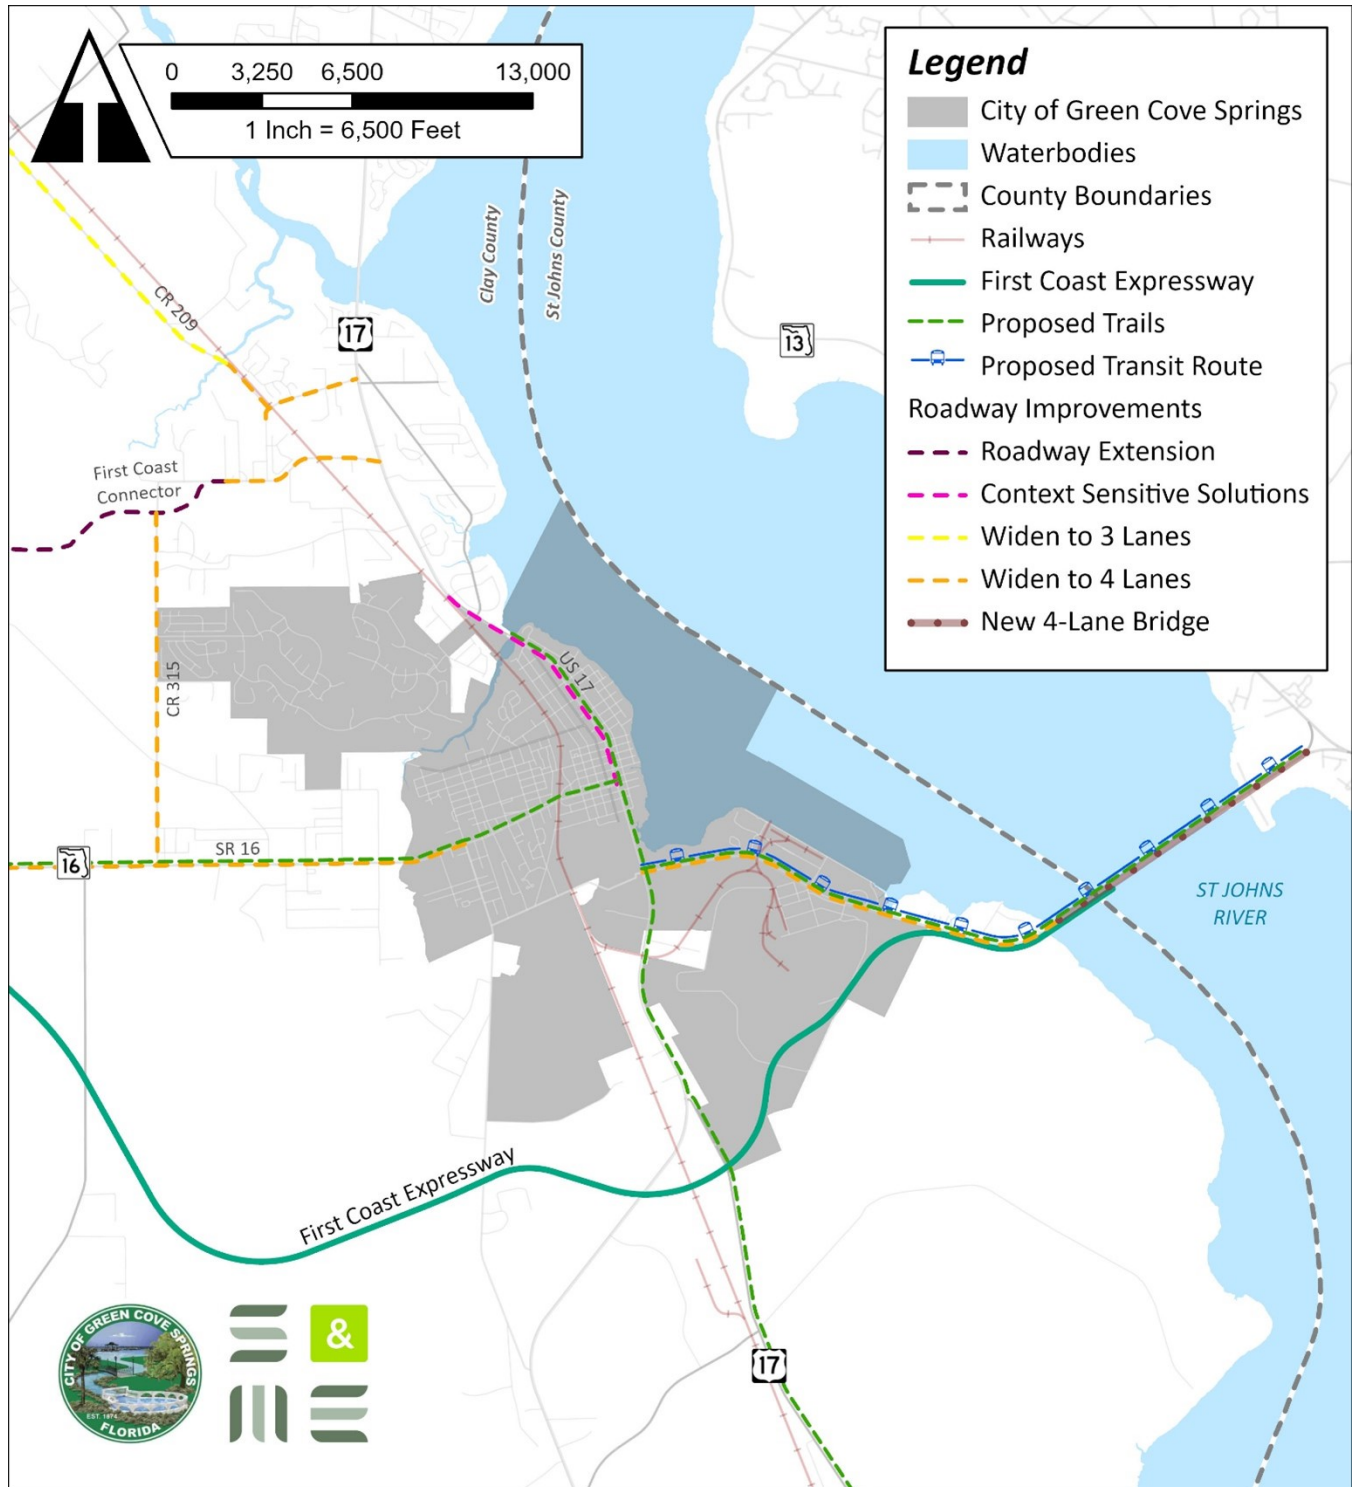 0 3,250 6,500 13,000
1 Inch = 6,500 Feet
Legend
City of Green Cove Springs
Waterbodies
County Boundaries
Railways
First Coast Expressway
Proposed Trails
Proposed Transit Route
Roadway Improvements
Roadway Extension
Context Sensitive Solutions
Widen to 3 Lanes
Widen to 4 Lanes
New 4-Lane Bridge
Clay County
St Johns County
CR 209
17
13
First Coast
Connector
US 17
CR 315
SR 16
16
ST JOHNS
RIVER
First Coast Expressway
17
CITY OF GREEN COVE SPRINGS
EST. 1874
FLORIDA
S &
M E